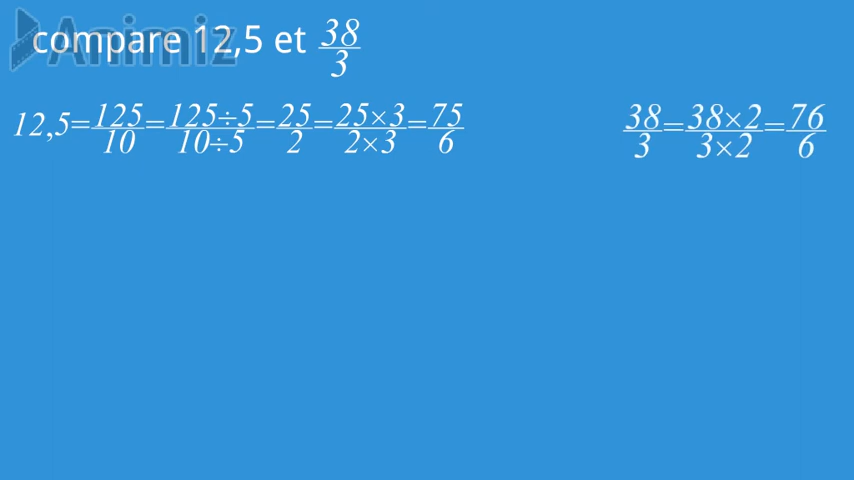 Animiz
compare 12,5 et 38/3
12,5=125/10=125÷5/10÷5=25/2=25×3/2×3=75/6
38/3=38×2/3×2=76/6